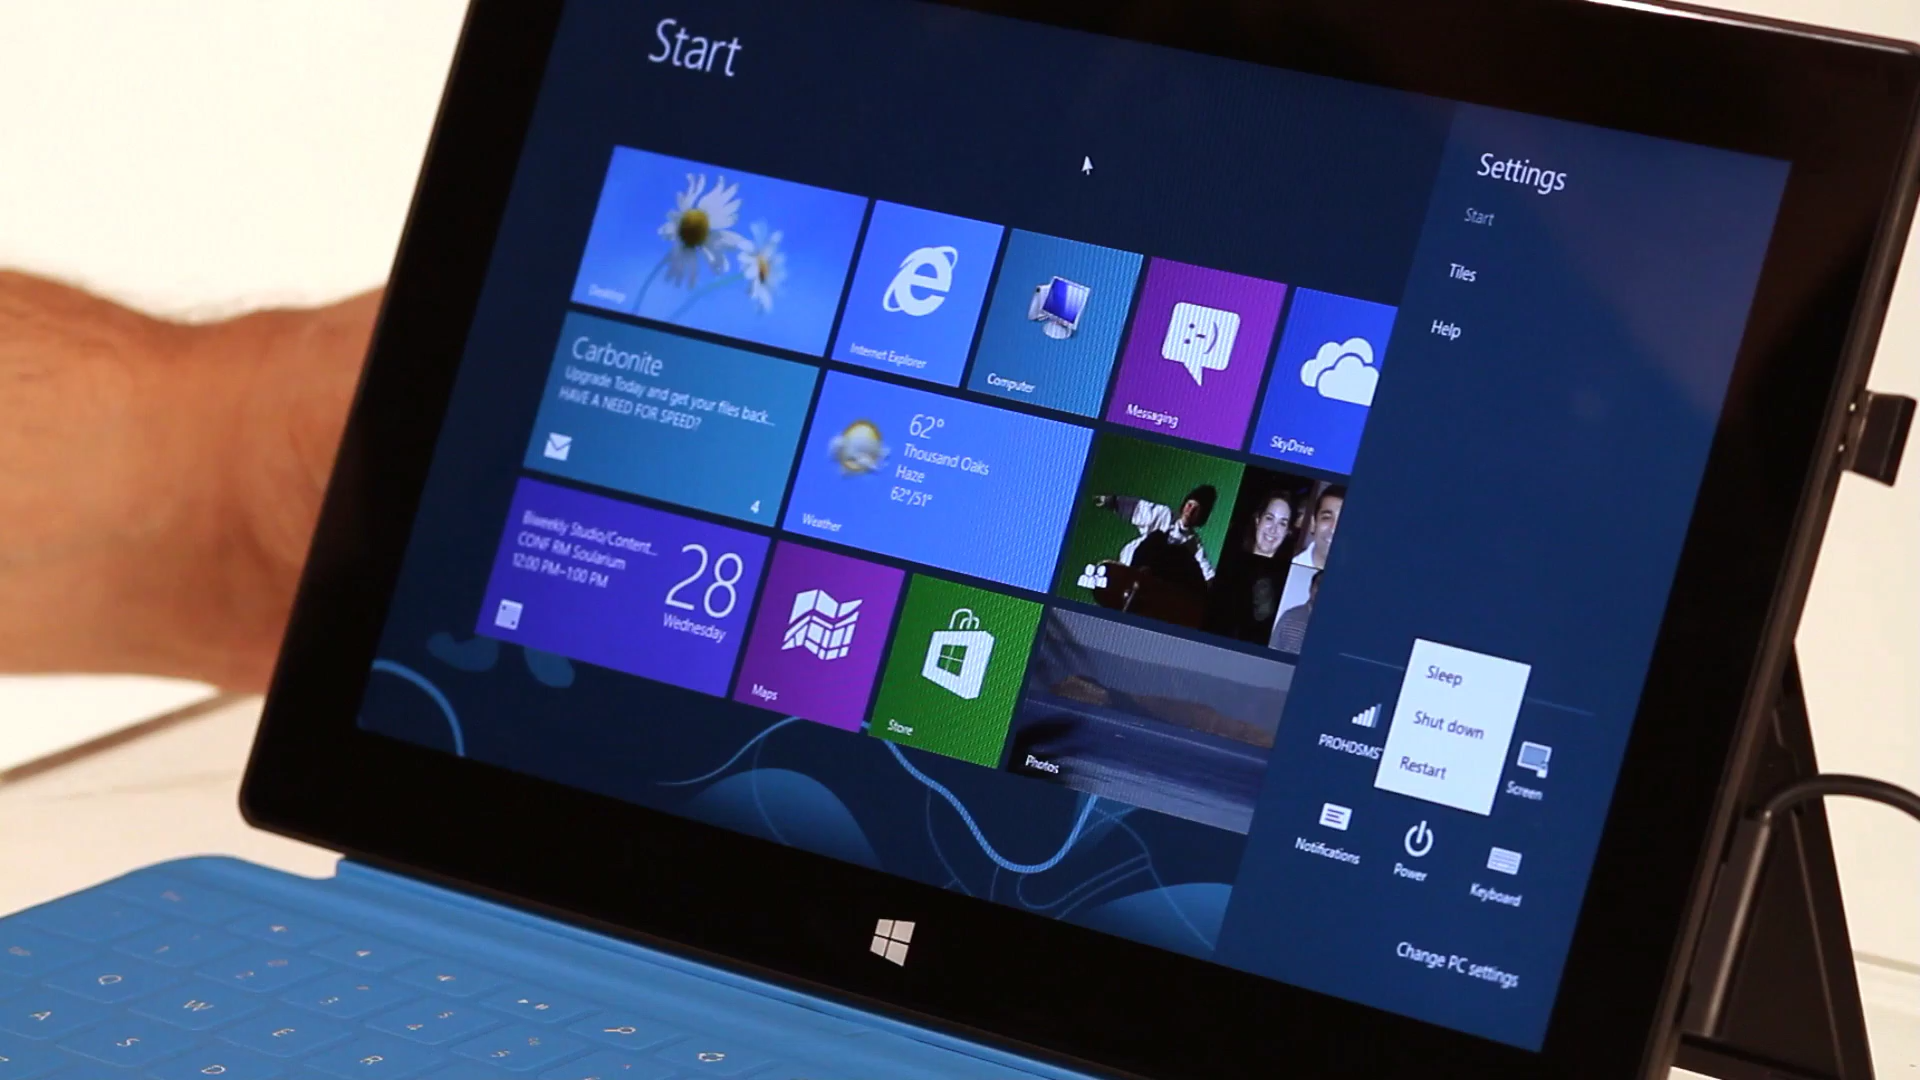 Start
Settings
Start
Tiles
Help
Desktop
Internet Explorer
Computer
Messaging
SkyDrive
Carbonite
Upgrade Today and get your files back...
HAVE A NEED FOR SPEED?
4
62°
Thousand Oaks
Haze
62°/51°
Weather
Biweekly Studio/Content...
CONF RM Soularium
12:00 PM–1:00 PM
28
Wednesday
Maps
Store
Photos
Sleep
Shut down
Restart
PROHDSMS
Screen
Notifications
Power
Keyboard
Change PC settings
Q
W
E
R
A
S
D